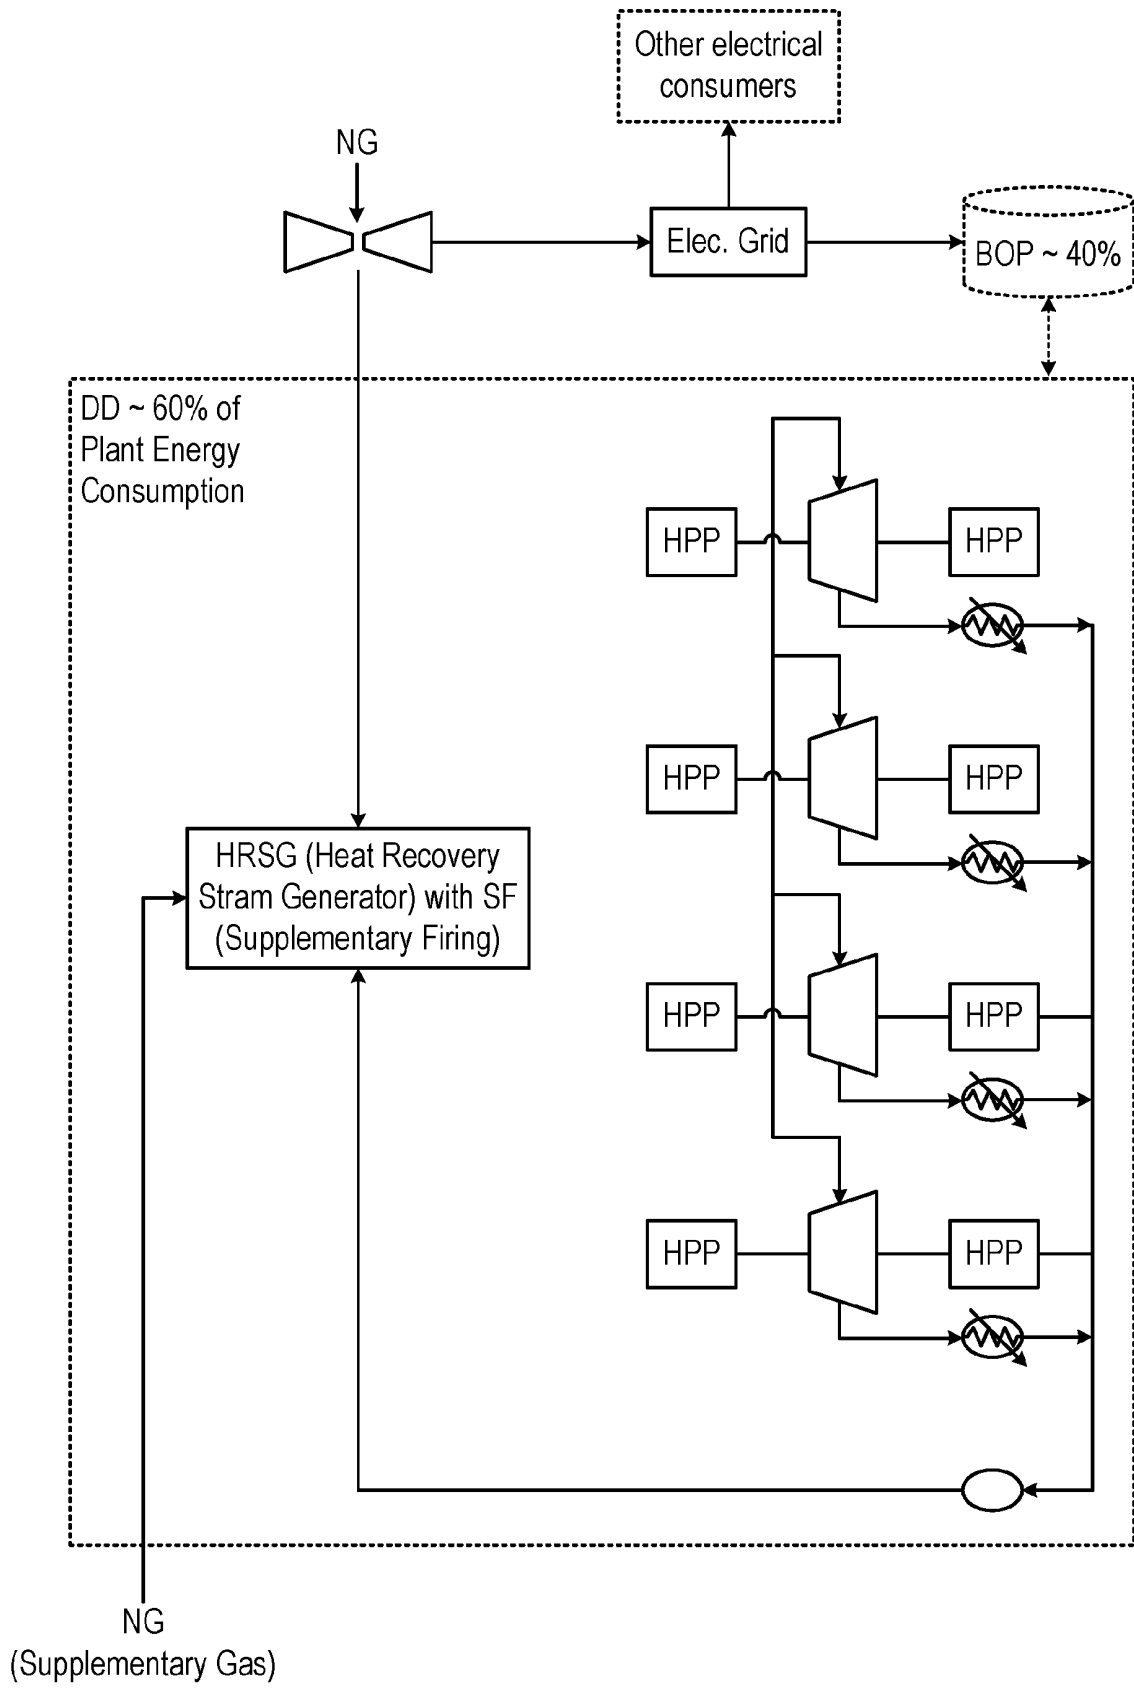 Other electrical
consumers
NG
Elec. Grid
BOP ~ 40%
DD ~ 60% of
Plant Energy
Consumption
HPP
HPP
HPP
HPP
HRSG (Heat Recovery
Stram Generator) with SF
(Supplementary Firing)
HPP
HPP
HPP
HPP
NG
(Supplementary Gas)